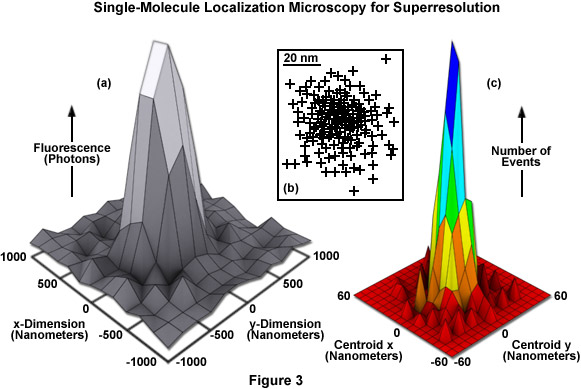 Single-Molecule Localization Microscopy for Superresolution
(a)
Fluorescence
(Photons)
1000
500
0
-500
-1000
x-Dimension
(Nanometers)
1000
500
0
-500
-1000
y-Dimension
(Nanometers)
20 nm
(b)
(c)
Number of
Events
60
0
-60
Centroid x
(Nanometers)
60
0
-60
Centroid y
(Nanometers)
Figure 3